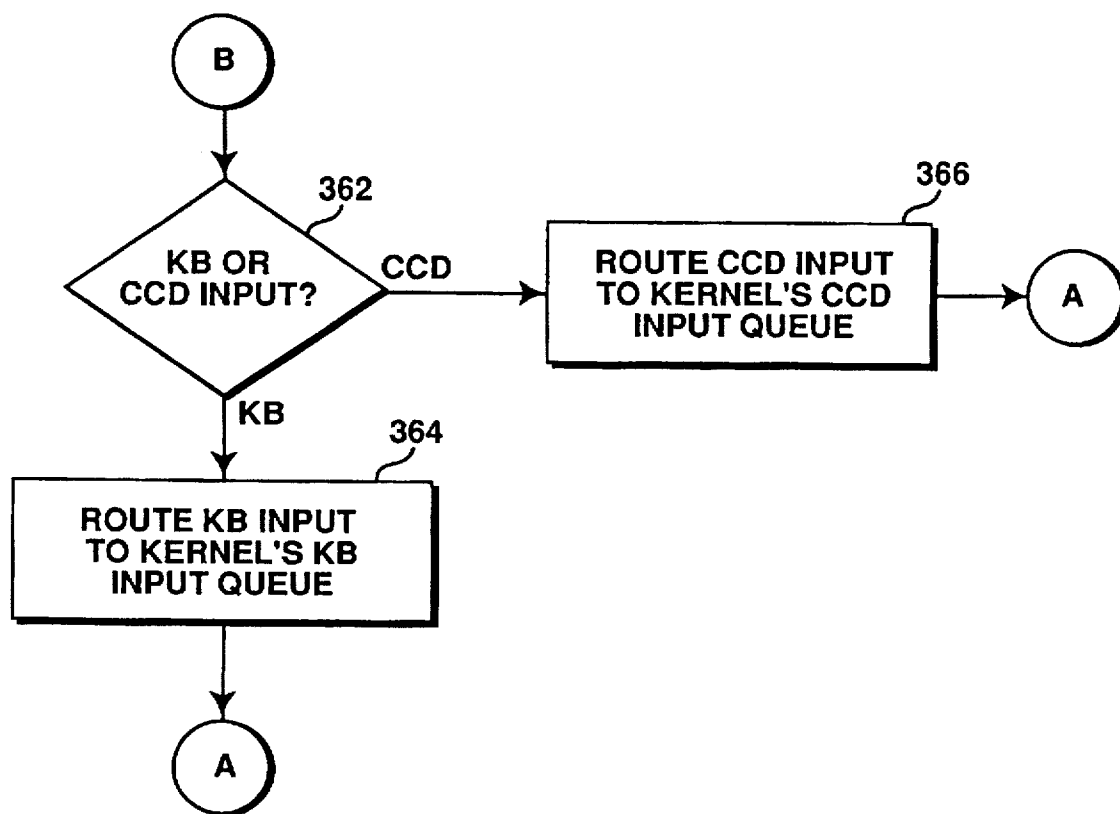 B
362
KB OR
CCD INPUT?
CCD
366
ROUTE CCD INPUT
TO KERNEL'S CCD
INPUT QUEUE
A
KB
364
ROUTE KB INPUT
TO KERNEL'S KB
INPUT QUEUE
A